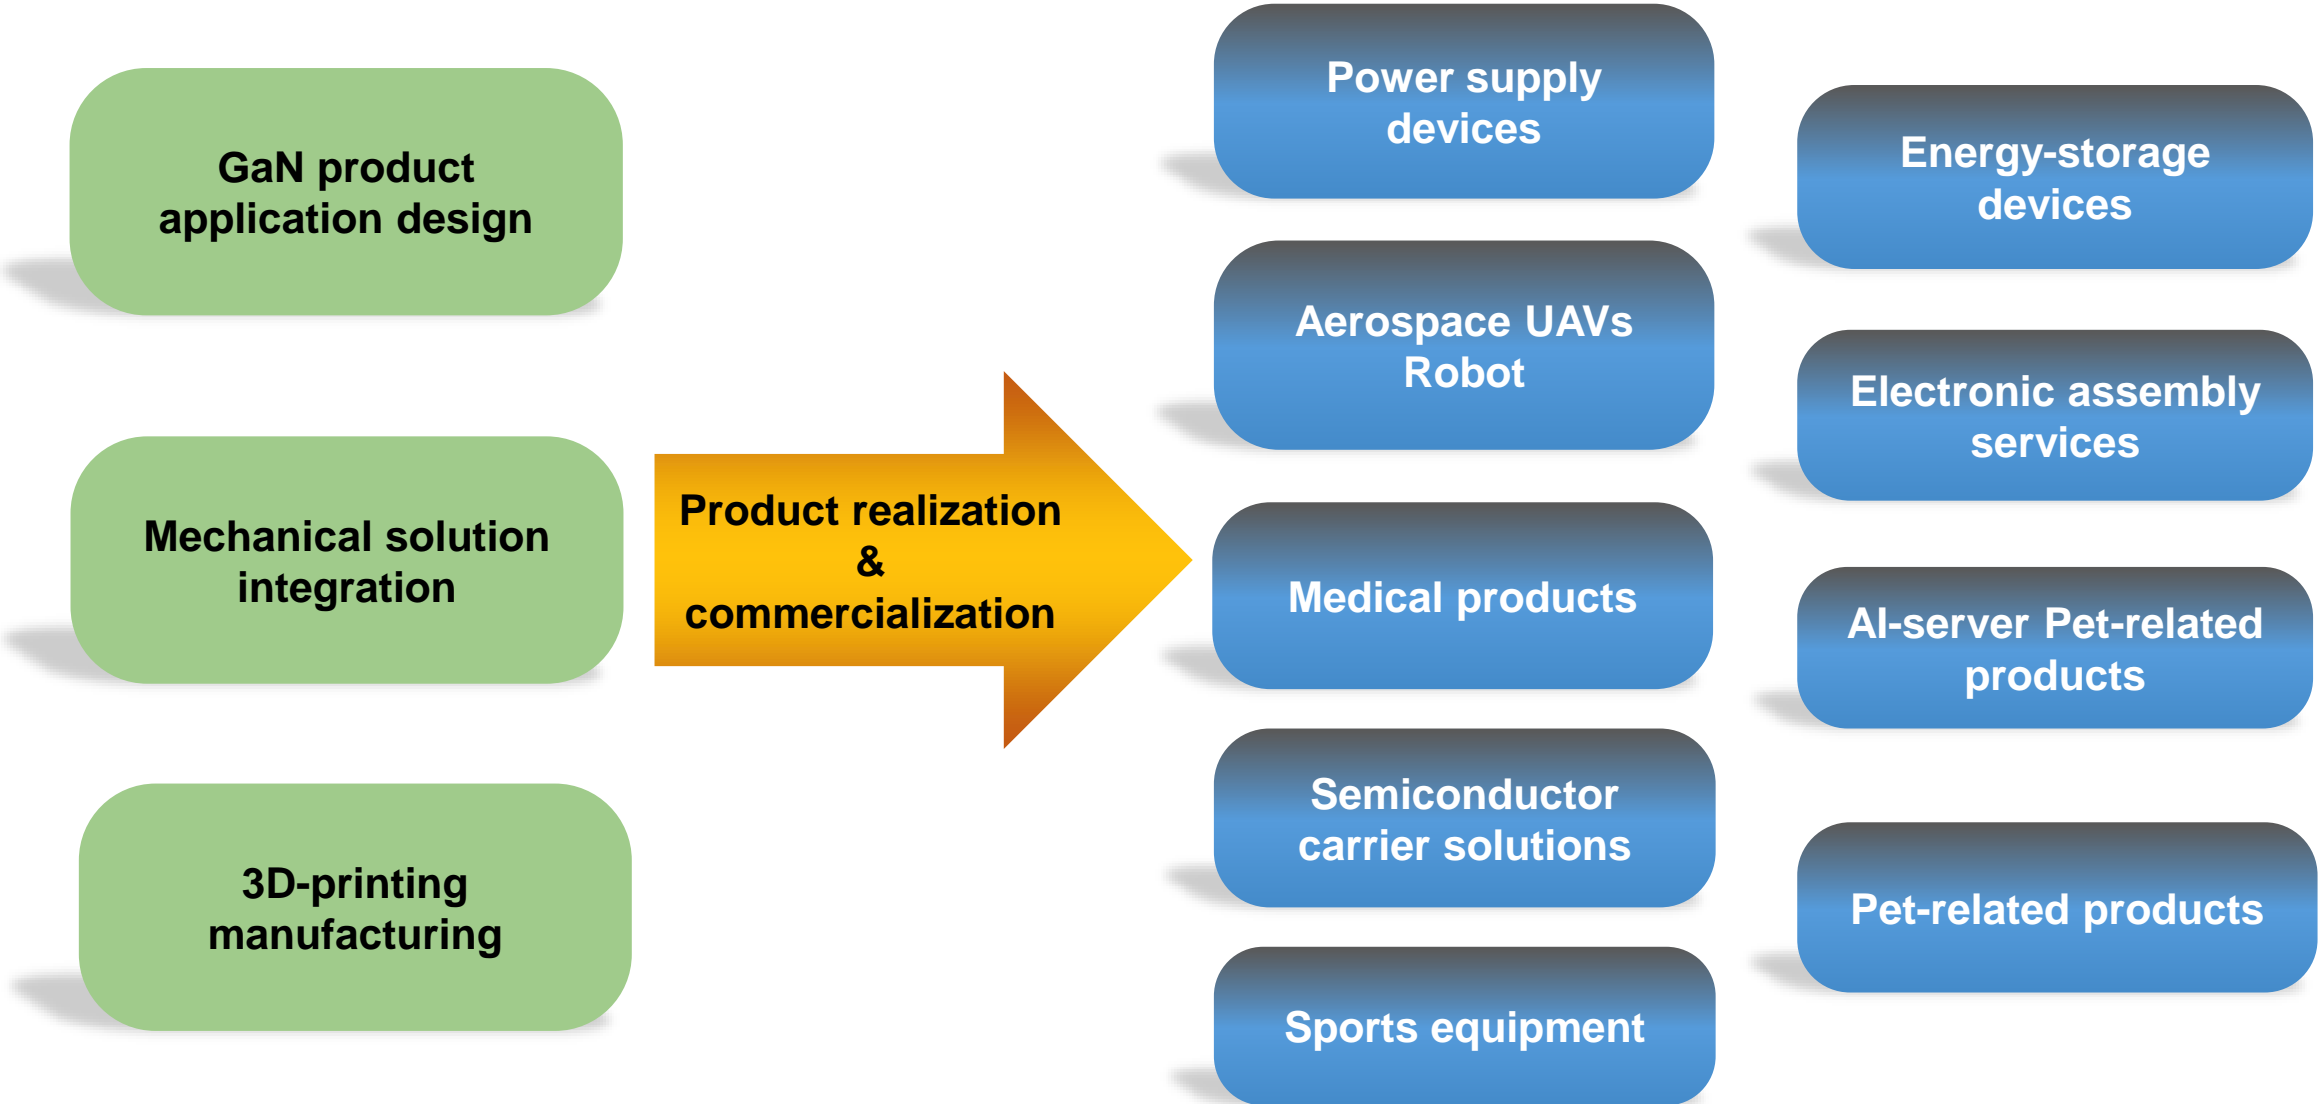 GaN product
application design
Mechanical solution
integration
3D-printing
manufacturing
Product realization
&
commercialization
Power supply
devices
Aerospace UAVs
Robot
Medical products
Semiconductor
carrier solutions
Sports equipment
Energy-storage
devices
Electronic assembly
services
AI-server Pet-related
products
Pet-related products